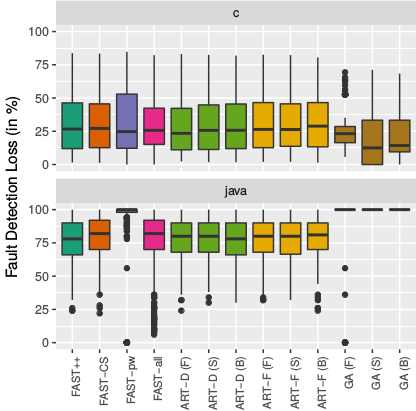 c
100
75
50
25
0
Fault Detection Loss (in %)
java
100
75
50
25
0
FAST++
FAST-CS
FAST-pw
FAST-all
ART-D (F)
ART-D (S)
ART-D (B)
ART-F (F)
ART-F (S)
ART-F (B)
GA (F)
GA (S)
GA (B)